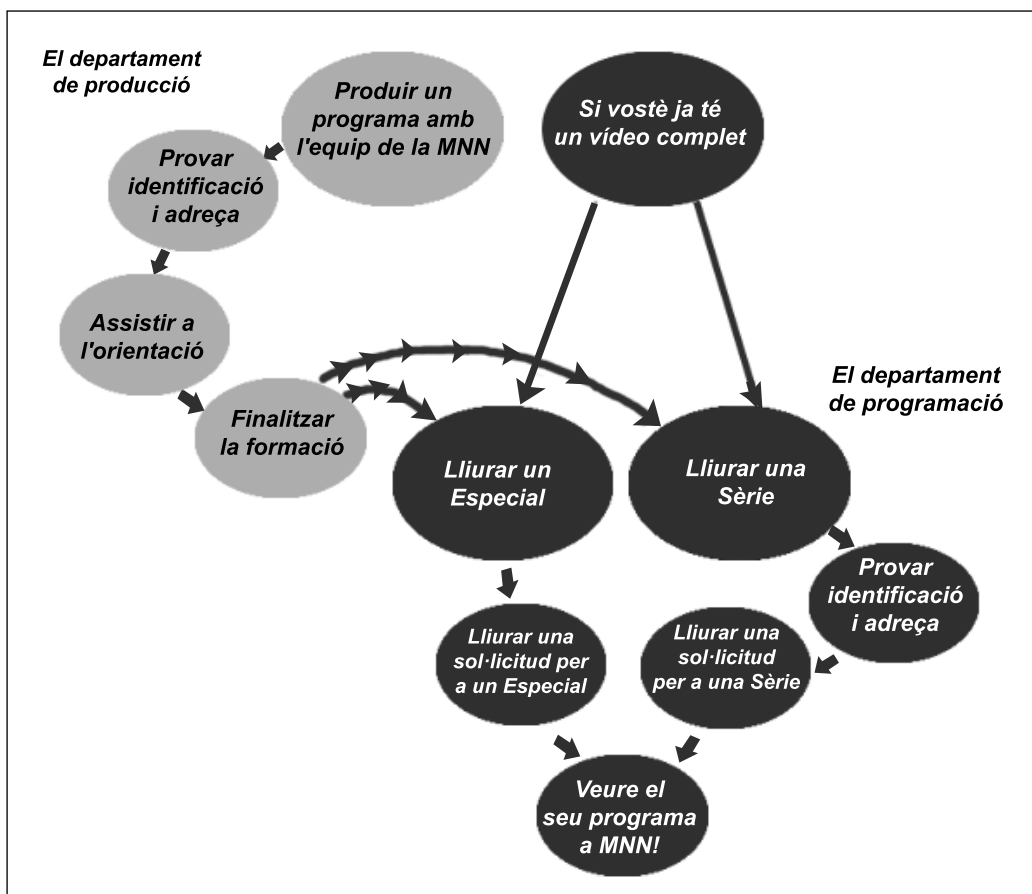 El departament
de producció
Produir un
programa amb
l'equip de la MNN
Si vostè ja té
un vídeo complet
Provar
identificació
i adreça
Assistir a
l'orientació
Finalitzar
la formació
El departament
de programació
Lliurar un
Especial
Lliurar una
Sèrie
Provar
identificació
i adreça
Lliurar una
sol·licitud per
a un Especial
Lliurar una
sol·licitud
per a una Sèrie
Veure el
seu programa
a MNN!